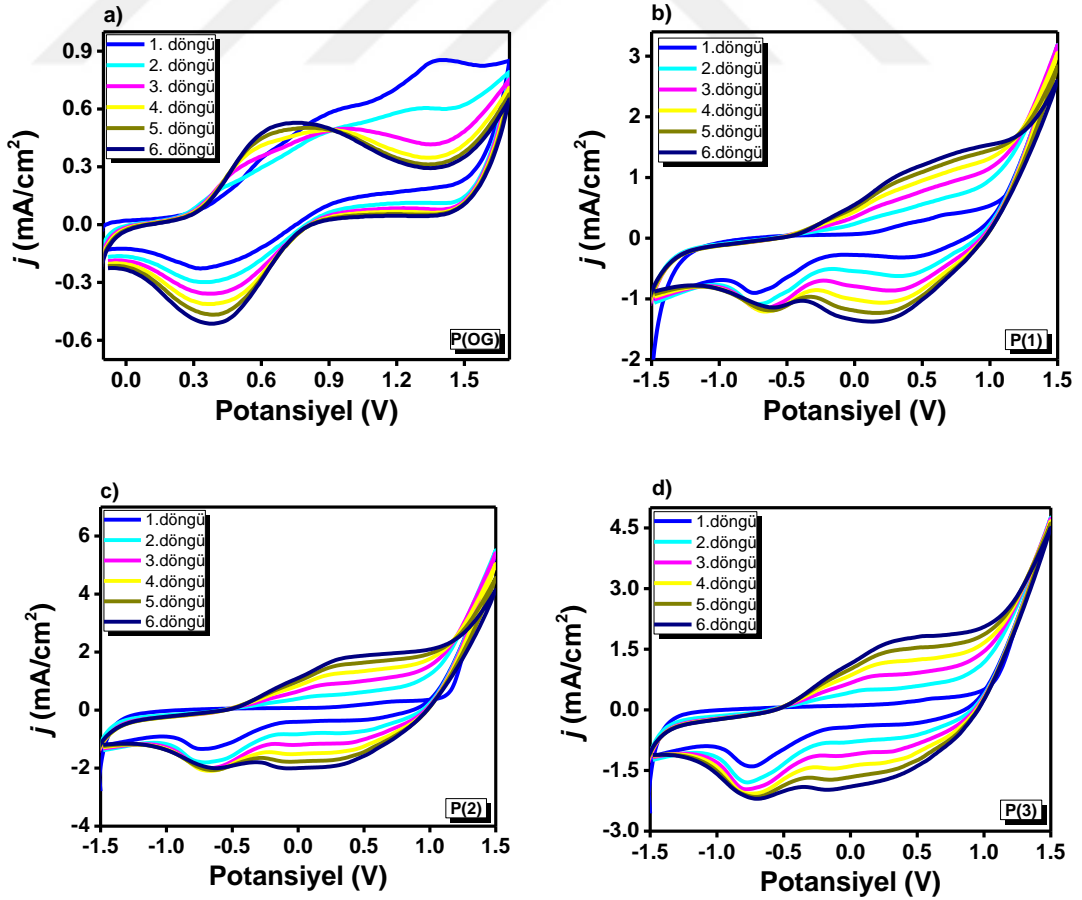 a)
1. döngü
2. döngü
3. döngü
4. döngü
5. döngü
6. döngü
0.9
0.6
0.3
0.0
-0.3
-0.6
j (mA/cm²)
P(OG)
0.0 0.3 0.6 0.9 1.2 1.5
Potansiyel (V)
b)
1.döngü
2.döngü
3.döngü
4.döngü
5.döngü
6.döngü
3
2
1
0
-1
-2
j (mA/cm²)
P(1)
-1.5 -1.0 -0.5 0.0 0.5 1.0 1.5
Potansiyel (V)
c)
1.döngü
2.döngü
3.döngü
4.döngü
5.döngü
6.döngü
6
4
2
0
-2
-4
j (mA/cm²)
P(2)
-1.5 -1.0 -0.5 0.0 0.5 1.0 1.5
Potansiyel (V)
d)
1.döngü
2.döngü
3.döngü
4.döngü
5.döngü
6.döngü
4.5
3.0
1.5
0.0
-1.5
-3.0
j (mA/cm²)
P(3)
-1.5 -1.0 -0.5 0.0 0.5 1.0 1.5
Potansiyel (V)